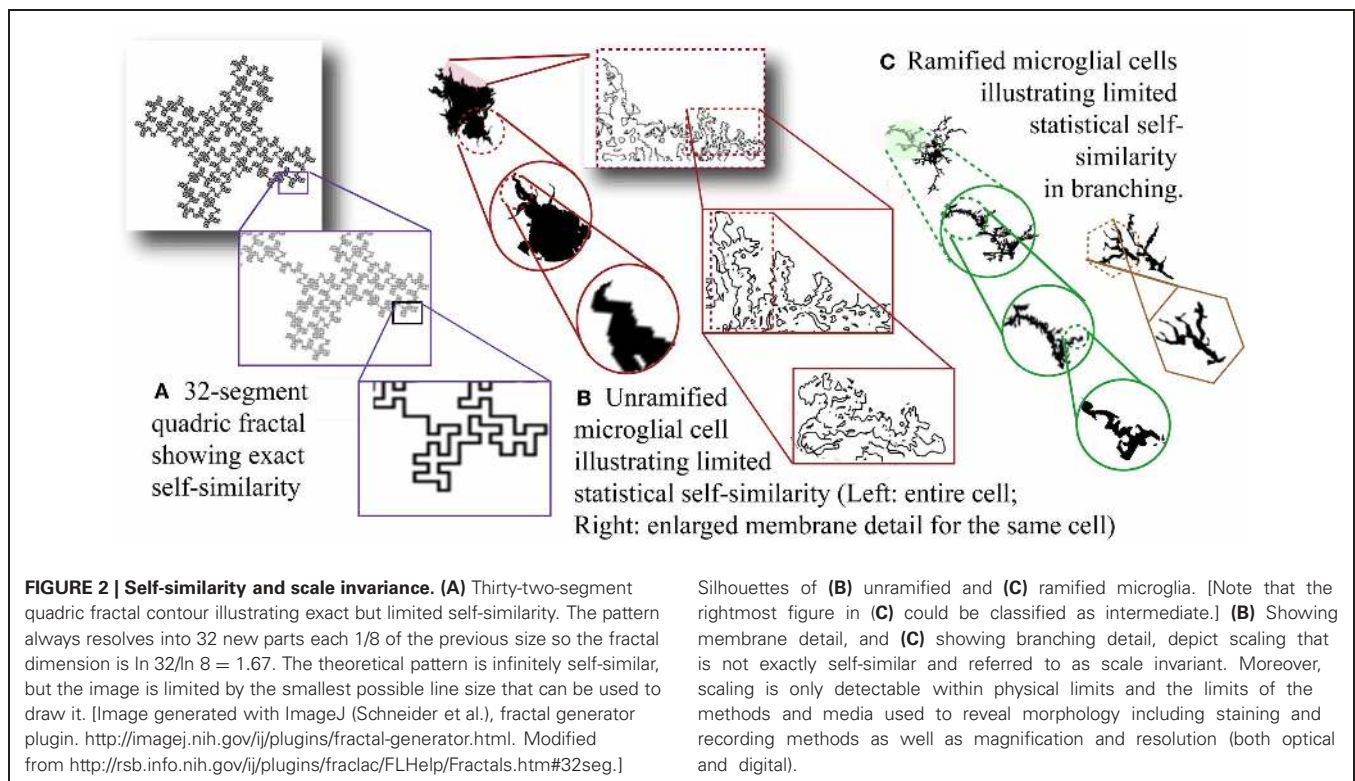 C Ramified microglial cells
illustrating limited
statistical self-
similarity
in branching.
A 32-segment
quadric fractal
showing exact
self-similarity
B Unramified
microglial cell
illustrating limited
statistical self-similarity (Left: entire cell;
Right: enlarged membrane detail for the same cell)
FIGURE 2 | Self-similarity and scale invariance. (A) Thirty-two-segment
quadric fractal contour illustrating exact but limited self-similarity. The pattern
always resolves into 32 new parts each 1/8 of the previous size so the fractal
dimension is ln 32/ln 8 = 1.67. The theoretical pattern is infinitely self-similar,
but the image is limited by the smallest possible line size that can be used to
draw it. [Image generated with ImageJ (Schneider et al.), fractal generator
plugin. http://imagej.nih.gov/ij/plugins/fractal-generator.html. Modified
from http://rsb.info.nih.gov/ij/plugins/fraclac/FLHelp/Fractals.htm#32seg.]
Silhouettes of (B) unramified and (C) ramified microglia. [Note that the
rightmost figure in (C) could be classified as intermediate.] (B) Showing
membrane detail, and (C) showing branching detail, depict scaling that
is not exactly self-similar and referred to as scale invariant. Moreover,
scaling is only detectable within physical limits and the limits of the
methods and media used to reveal morphology including staining and
recording methods as well as magnification and resolution (both optical
and digital).